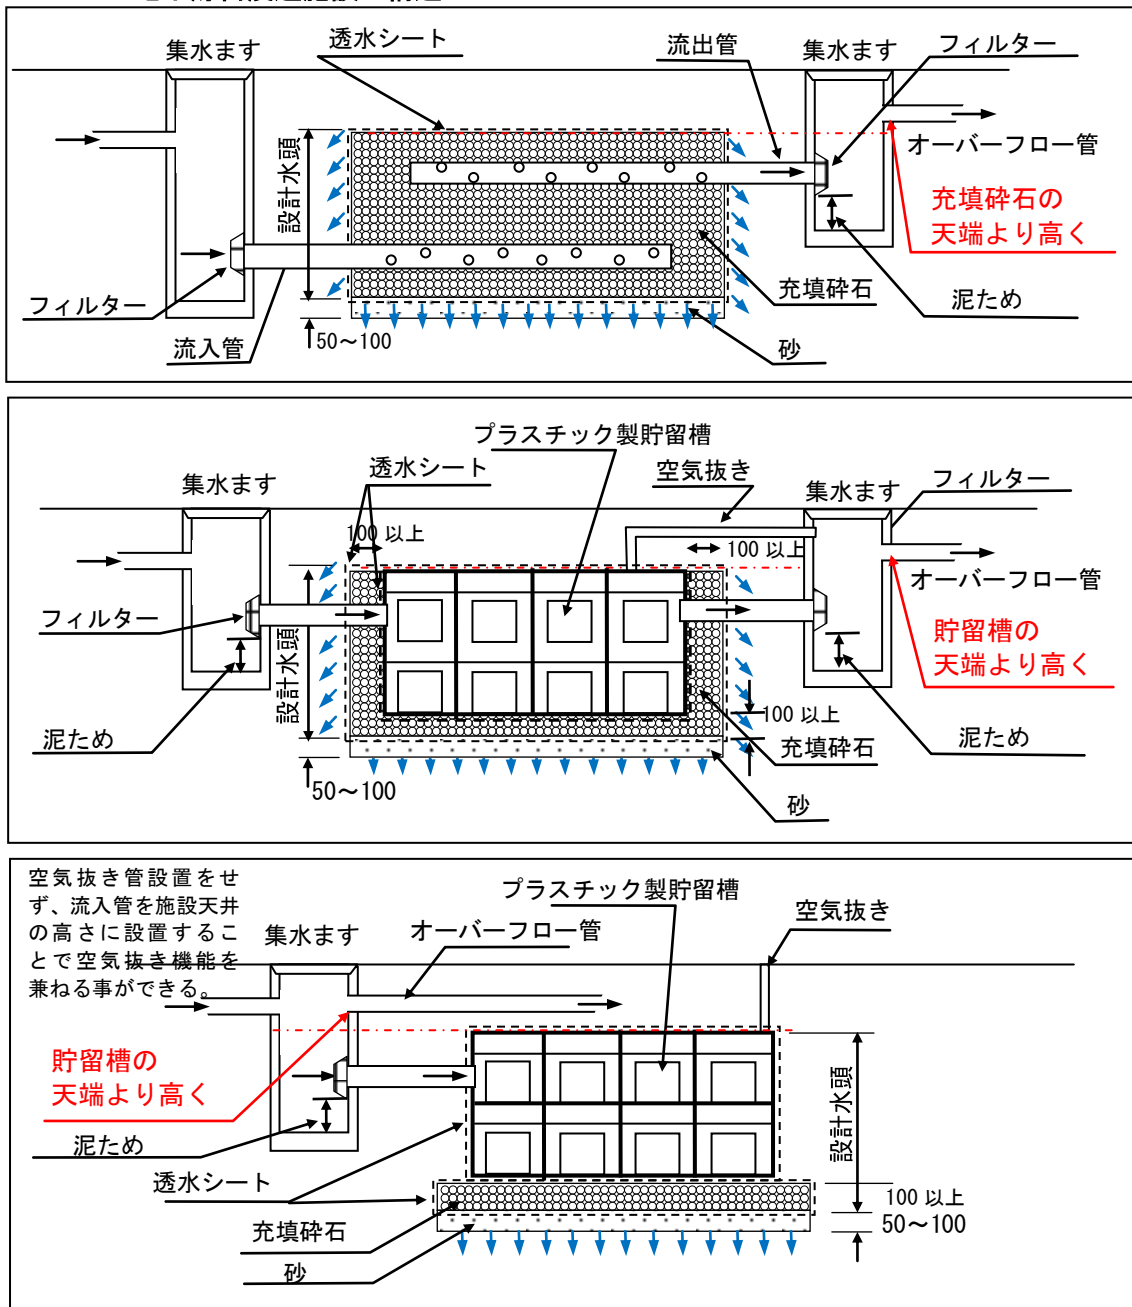 集水ます
透水シート
流出管
集水ます
フィルター
設計水頭
オーバーフロー管
充填砕石の
天端より高く
フィルター
充填砕石
泥ため
流入管
50～100
砂
プラスチック製貯留槽
透水シート
空気抜き
フィルター
集水ます
集水ます
100 以上
100 以上
オーバーフロー管
フィルター
貯留槽の
天端より高く
設計水頭
泥ため
100 以上
充填砕石
泥ため
50～100
砂
空気抜き管設置をせ
ず、流入管を施設天井
の高さに設置するこ
とで空気抜き機能を
兼ねる事ができる。
プラスチック製貯留槽
空気抜き
集水ます
オーバーフロー管
貯留槽の
天端より高く
設計水頭
泥ため
透水シート
100 以上
50～100
充填砕石
砂